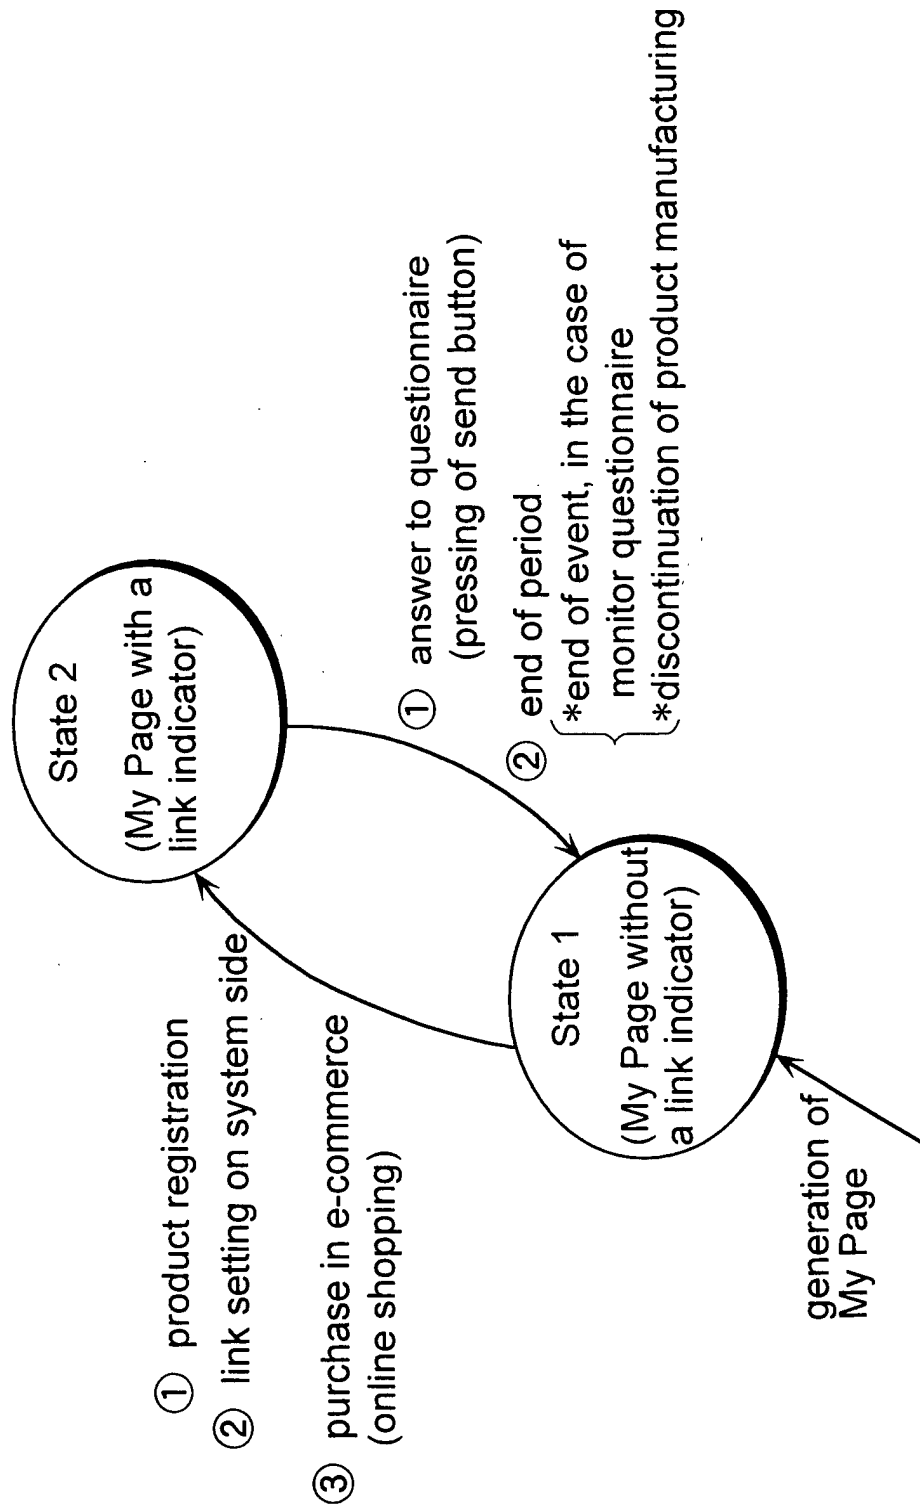 ① product registration
② link setting on system side
③ purchase in e-commerce
(online shopping)
State 2
(My Page with a
link indicator)
① answer to questionnaire
(pressing of send button)
② end of period
*end of event, in the case of
monitor questionnaire
*discontinuation of product manufacturing
State 1
(My Page without
a link indicator)
generation of
My Page